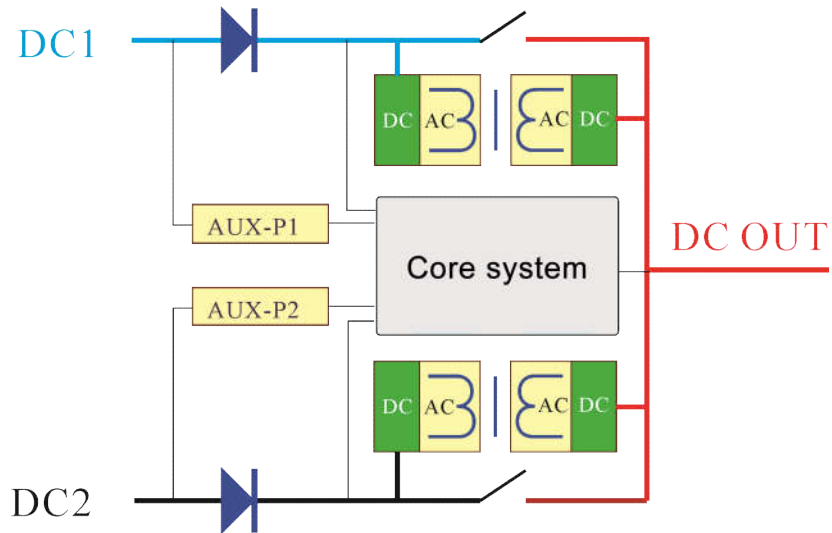 DC1
DC AC AC DC
AUX-P1
Core system
DC OUT
AUX-P2
DC AC AC DC
DC2